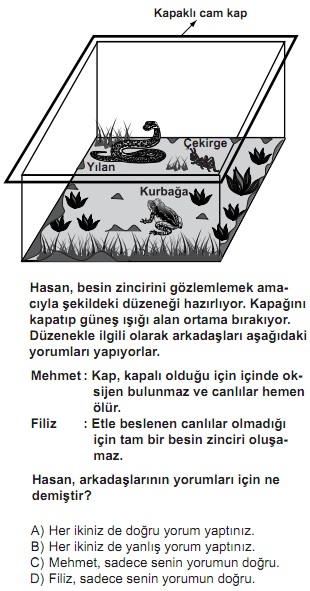 Kapaklı cam kap
Çekirge
Yılan
Kurbağa
Hasan, besin zincirini gözlemlemek ama-
cıyla şekildeki düzeneği hazırlıyor. Kapağını
kapatıp güneş ışığı alan ortama bırakıyor.
Düzenekle ilgili olarak arkadaşları aşağıdaki
yorumları yapıyorlar.
Mehmet : Kap, kapalı olduğu için içinde ok-
sijen bulunmaz ve canlılar hemen
ölür.
Filiz : Etle beslenen canlılar olmadığı
için tam bir besin zinciri oluşa-
maz.
Hasan, arkadaşlarının yorumları için ne
demiştir?
A) Her ikiniz de doğru yorum yaptınız.
B) Her ikiniz de yanlış yorum yaptınız.
C) Mehmet, sadece senin yorumun doğru.
D) Filiz, sadece senin yorumun doğru.